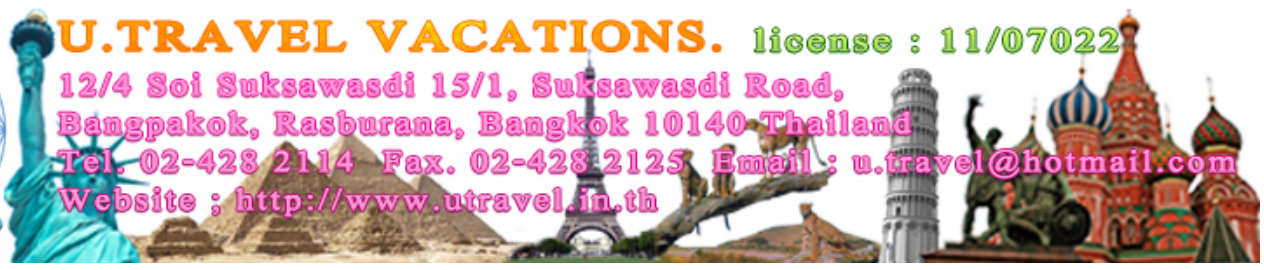 U.TRAVEL VACATIONS. license : 11/07022
12/4 Soi Suksawasdi 15/1, Suksawasdi Road,
Bangpakok, Rasburana, Bangkok 10140 Thailand
Tel. 02-428 2114 Fax. 02-428 2125 Email : u.travel@hotmail.com
Website ; http://www.utravel.in.th